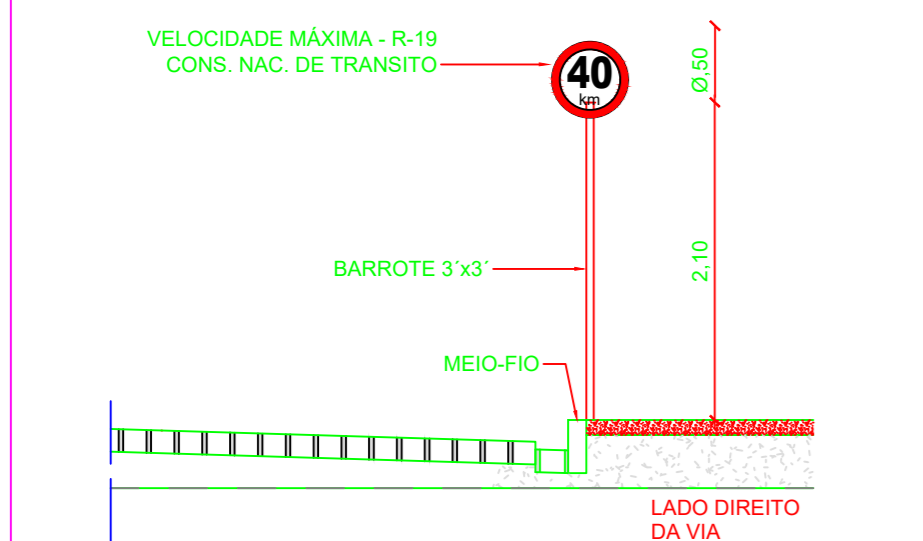 VELOCIDADE MÁXIMA - R-19
CONS. NAC. DE TRANSITO
40
km
Ø,50
BARROTE 3´x3´
2,10
MEIO-FIO
LADO DIREITO
DA VIA